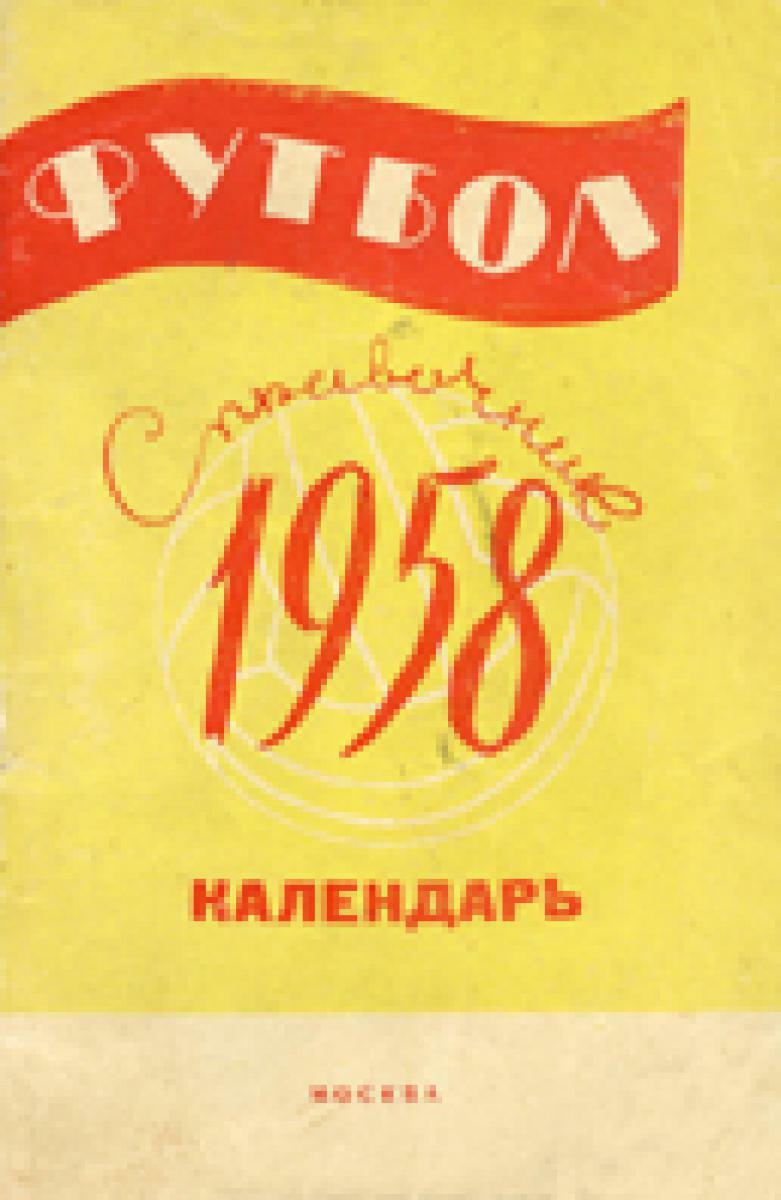 ФУТБОЛ
Справочник
1958
КАЛЕНДАРЬ
МОСКВА